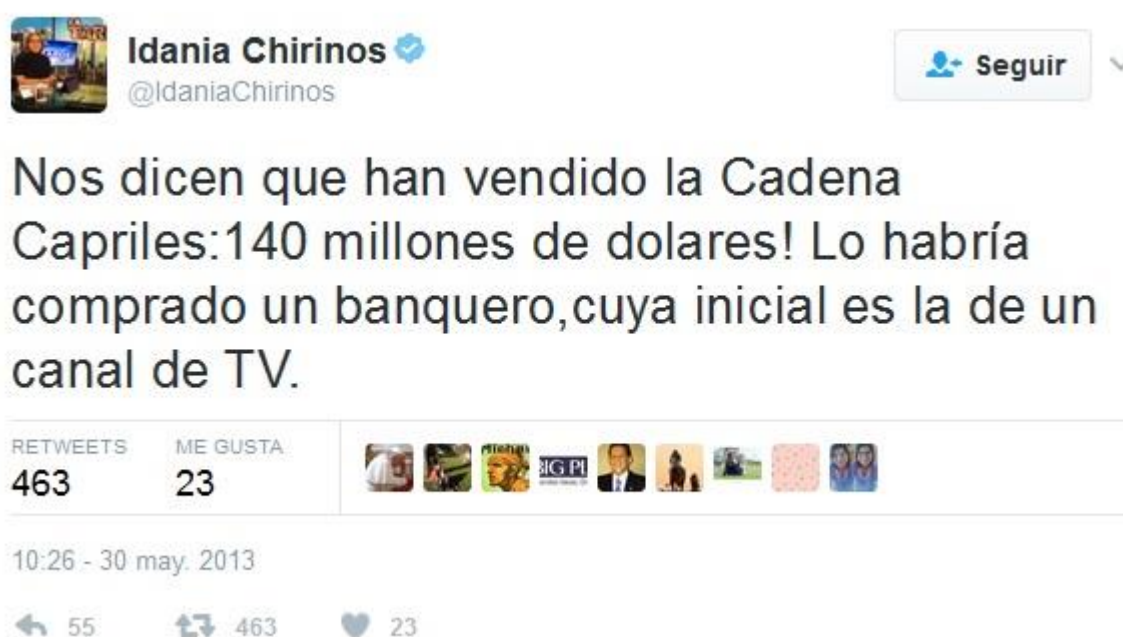 Idania Chirinos
@IdaniaChirinos
Seguir
Nos dicen que han vendido la Cadena
Capriles:140 millones de dolares! Lo habría
comprado un banquero,cuya inicial es la de un
canal de TV.
RETWEETS
463
ME GUSTA
23
BIG PL
10:26 - 30 may. 2013
55
463
23